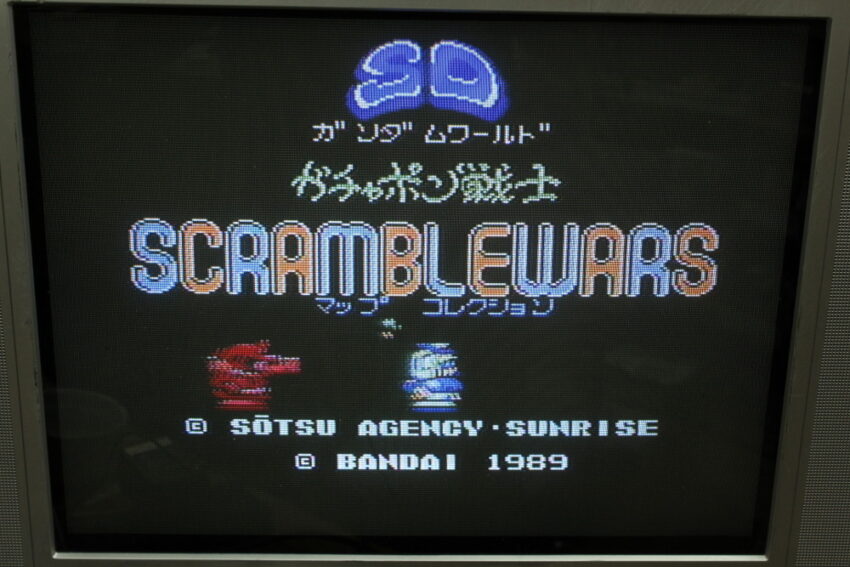 SD
ガンダムワールド
ガチャポン戦士
SCRAMBLEWARS
マップ コレクション
© SŌTSU AGENCY・SUNRISE
© BANDAI 1989